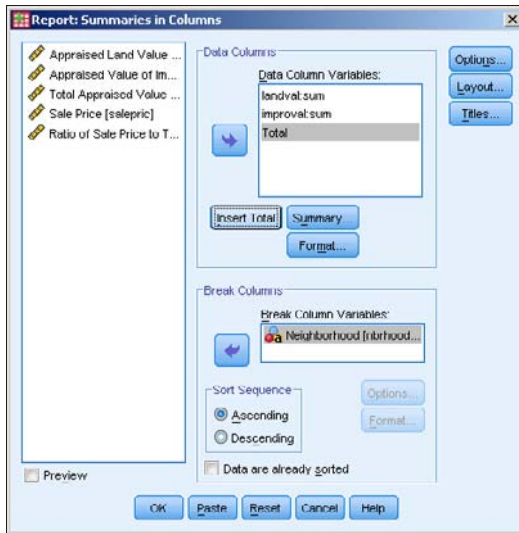 Report: Summaries in Columns
Appraised Land Value ...
Appraised Value of Im...
Total Appraised Value ...
Sale Price [salepric]
Ratio of Sale Price to T...
Preview
Data Columns
Data Column Variables:
landval:sum
improval:sum
Total
Insert Total
Summary...
Format...
Break Columns
Break Column Variables:
Neighborhood [nbrhood...
Sort Sequence
Ascending
Descending
Options...
Format...
Data are already sorted
Options...
Layout...
Titles...
OK Paste Reset Cancel Help